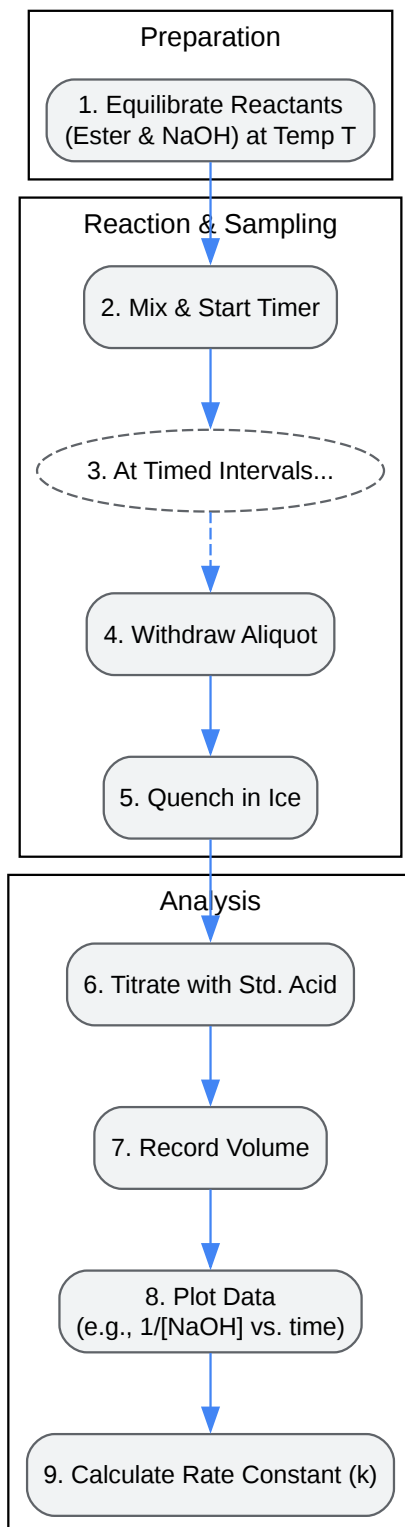 Preparation
1. Equilibrate Reactants
(Ester & NaOH) at Temp T
Reaction & Sampling
2. Mix & Start Timer
3. At Timed Intervals...
4. Withdraw Aliquot
5. Quench in Ice
Analysis
6. Titrate with Std. Acid
7. Record Volume
8. Plot Data
(e.g., 1/[NaOH] vs. time)
9. Calculate Rate Constant (k)